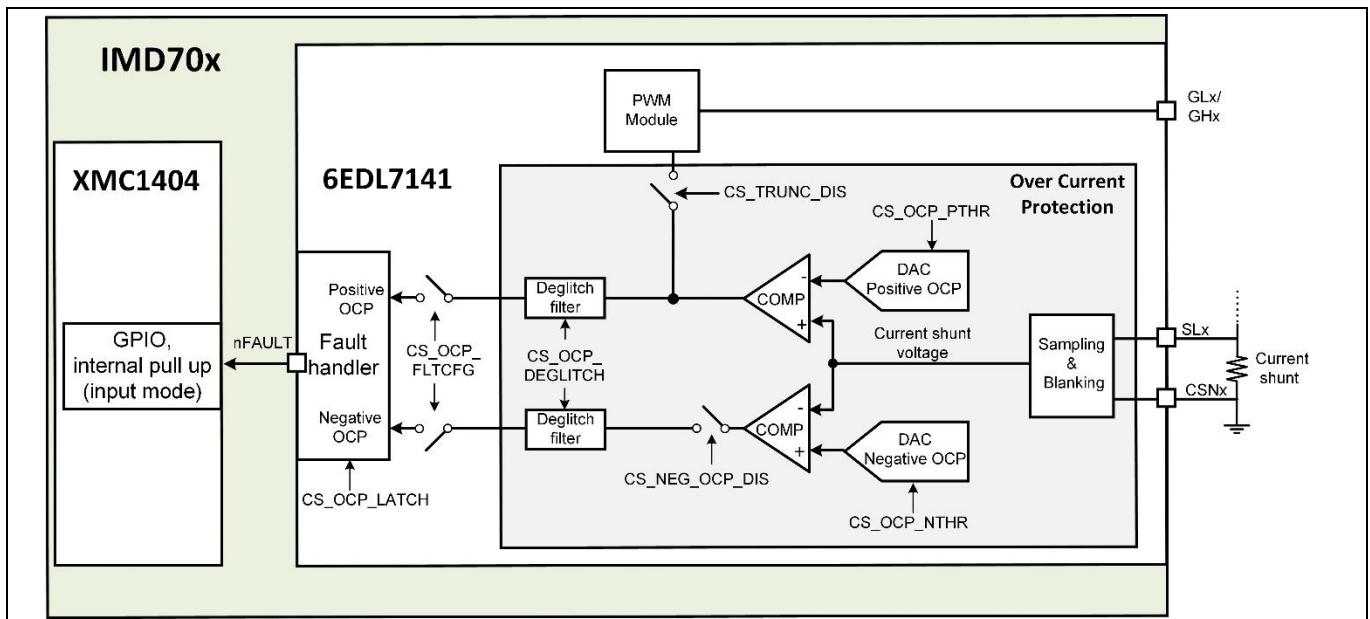 IMD70x
XMC1404
GPIO,
internal pull up
(input mode)
nFAULT
6EDL7141
Positive
OCP
Fault
handler
Negative
OCP
CS_OCP_LATCH
CS_OCP_
FLTCFG
PWM
Module
GLx/
GHx
Over Current
Protection
CS_TRUNC_DIS
CS_OCP_PTHR
Deglitch
filter
COMP
-
+
DAC
Positive OCP
CS_OCP_
DEGLITCH
Current shunt
voltage
Sampling
&
Blanking
SLx
CSNx
Current
shunt
Deglitch
filter
COMP
-
+
DAC
Negative OCP
CS_NEG_OCP_DIS
CS_OCP_NTHR